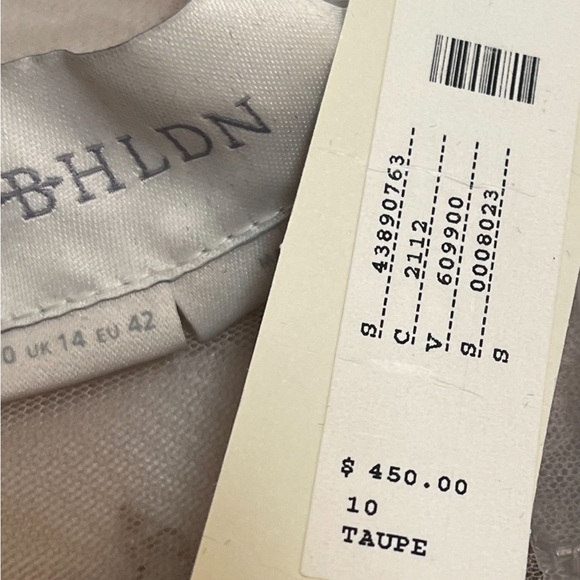 BHLDN
0 UK 14 EU 42
S 43890763
C 2112
V 609900
S 0008023
S
$ 450.00
10
TAUPE